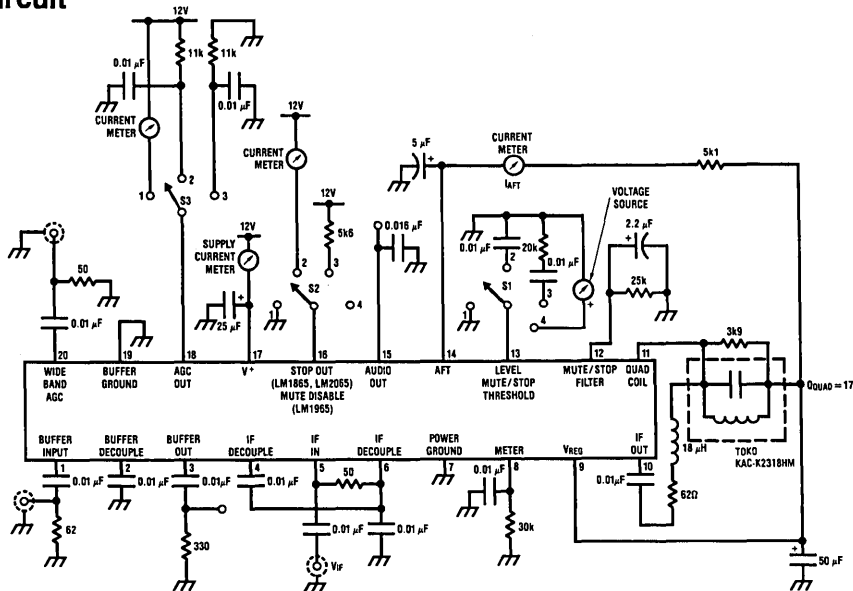 ircuit
12V
11k
11k
0.01 μF
0.01 μF
CURRENT
METER
12V
CURRENT
METER
1
2
S3
3
12V
5k6
12V
SUPPLY
CURRENT
METER
25 μF
+
1
2
3
S2
4
0.016 μF
5 μF
+
CURRENT
METER
IAFT
5k1
VOLTAGE
SOURCE
0.01 μF
20k
0.01 μF
2
3
1
S1
4
+
2.2 μF
+
25k
50
0.01 μF
3k9
QQUAD = 17
TOKO
KAC-K2318HM
18 μH
62Ω
20
19
18
17
16
15
14
13
12
11
WIDE
BAND
AGC
BUFFER
GROUND
AGC
OUT
V+
STOP OUT
(LM1865, LM2065)
MUTE DISABLE
(LM1965)
AUDIO
OUT
AFT
LEVEL
MUTE/STOP
THRESHOLD
MUTE/STOP
FILTER
QUAD
COIL
BUFFER
INPUT
BUFFER
DECOUPLE
BUFFER
OUT
IF
DECOUPLE
IF
IN
IF
DECOUPLE
POWER
GROUND
METER
VREG
IF
OUT
1
2
3
4
5
6
7
8
9
10
0.01 μF
0.01 μF
0.01 μF
0.01 μF
50
0.01 μF
0.01 μF
0.01 μF
0.01 μF
62
330
VIF
30k
+
50 μF